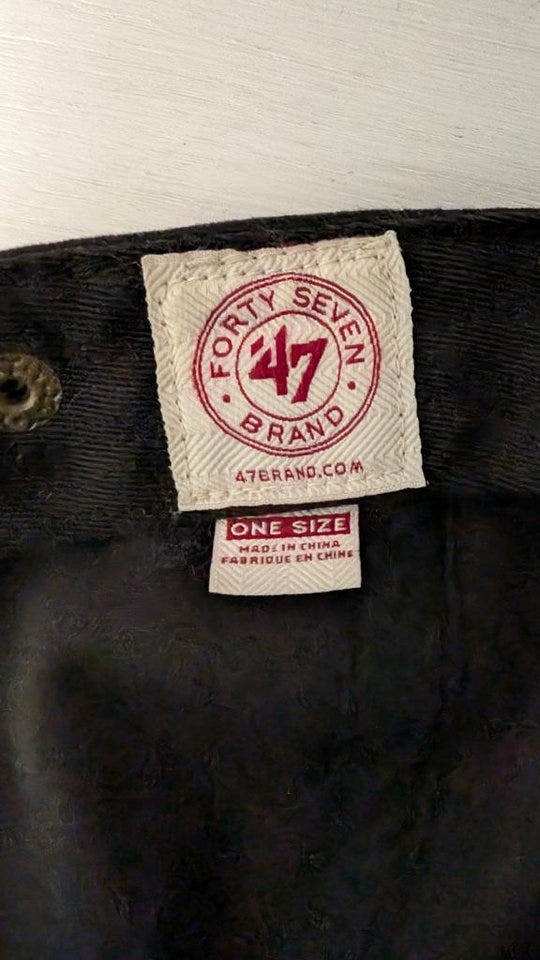 FORTY SEVEN
'47
• BRAND •
47BRAND.COM
ONE SIZE
MADE IN CHINA
FABRIQUE EN CHINE